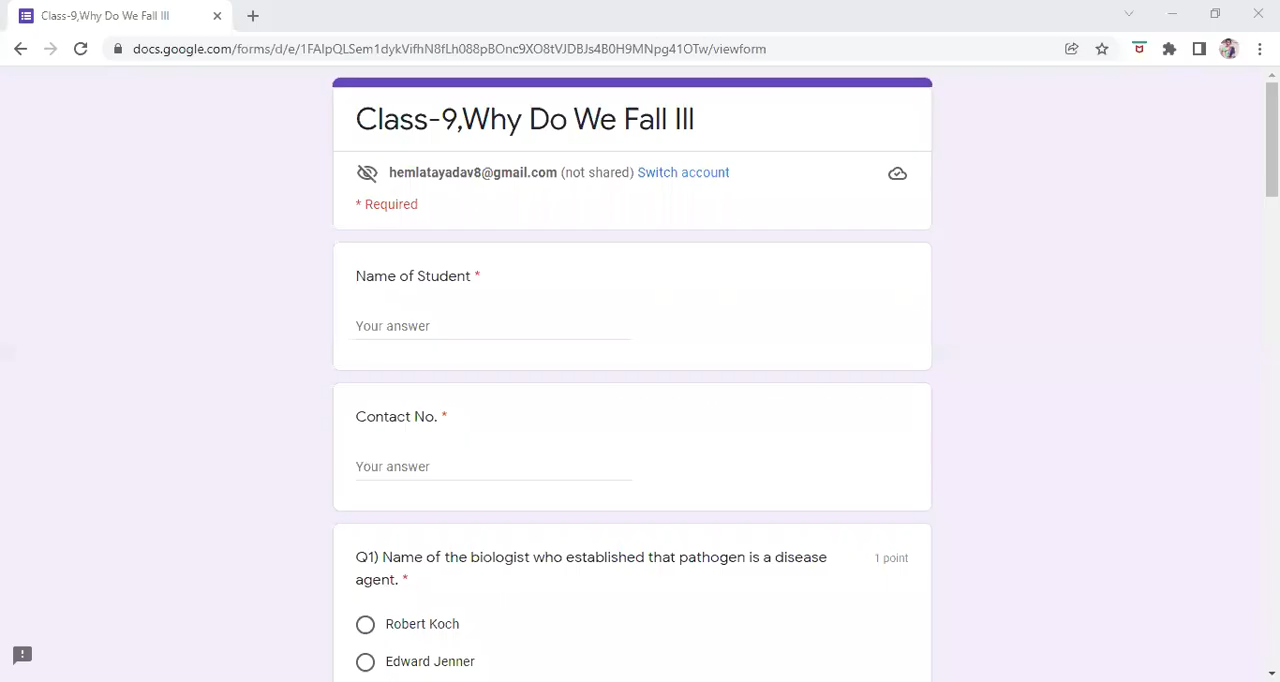 Class-9,Why Do We Fall Ill
docs.google.com/forms/d/e/1FAIpQLSem1dykVifhN8tLh088pBOnc9XO8tVJDBJs4B0H9MNpg41OTw/viewform
Class-9,Why Do We Fall Ill
hemlatayadav8@gmail.com (not shared) Switch account
* Required
Name of Student *
Your answer
Contact No. *
Your answer
Q1) Name of the biologist who established that pathogen is a disease
agent. *
1 point
Robert Koch
Edward Jenner